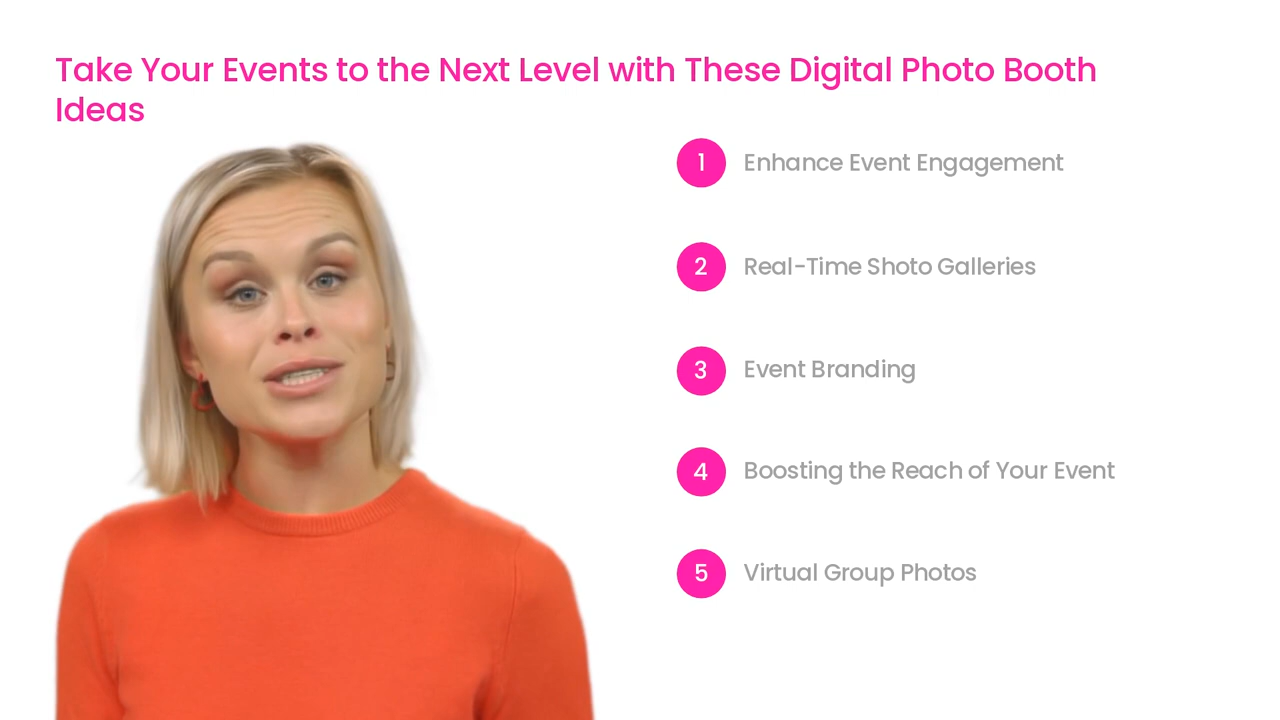 Take Your Events to the Next Level with These Digital Photo Booth
Ideas
1 Enhance Event Engagement
2 Real-Time Shoto Galleries
3 Event Branding
4 Boosting the Reach of Your Event
5 Virtual Group Photos